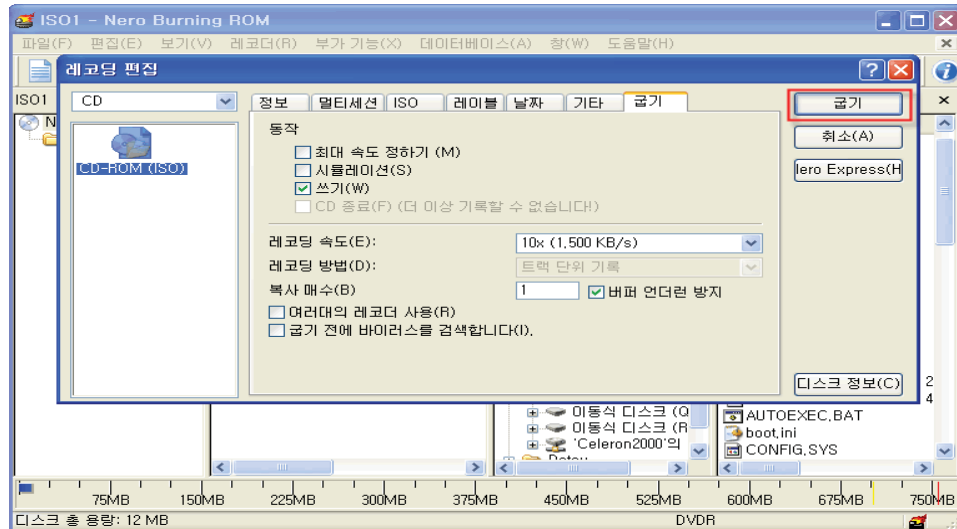 ISO1 - Nero Burning ROM
파일(F) 편집(E) 보기(V) 레코더(R) 부가 기능(X) 데이터베이스(A) 창(W) 도움말(H)
레코딩 편집
ISO1
CD
정보 멀티세션 ISO 레이블 날짜 기타 굽기
굽기
취소(A)
lero Express(H
디스크 정보(C)
N
CD-ROM (ISO)
동작
최대 속도 정하기 (M)
시뮬레이션(S)
쓰기(W)
CD 종료(F) (더 이상 기록할 수 없습니다!)
레코딩 속도(E): 10x (1,500 KB/s)
레코딩 방법(D): 트랙 단위 기록
복사 매수(B) 1 버퍼 언더런 방지
여러대의 레코더 사용(R)
굽기 전에 바이러스를 검색합니다(I).
2
4
이동식 디스크 (Q
이동식 디스크 (R
'Celeron2000'의
AUTOEXEC.BAT
boot.ini
CONFIG.SYS
75MB 150MB 225MB 300MB 375MB 450MB 525MB 600MB 675MB 750MB
디스크 총 용량: 12 MB DVDR